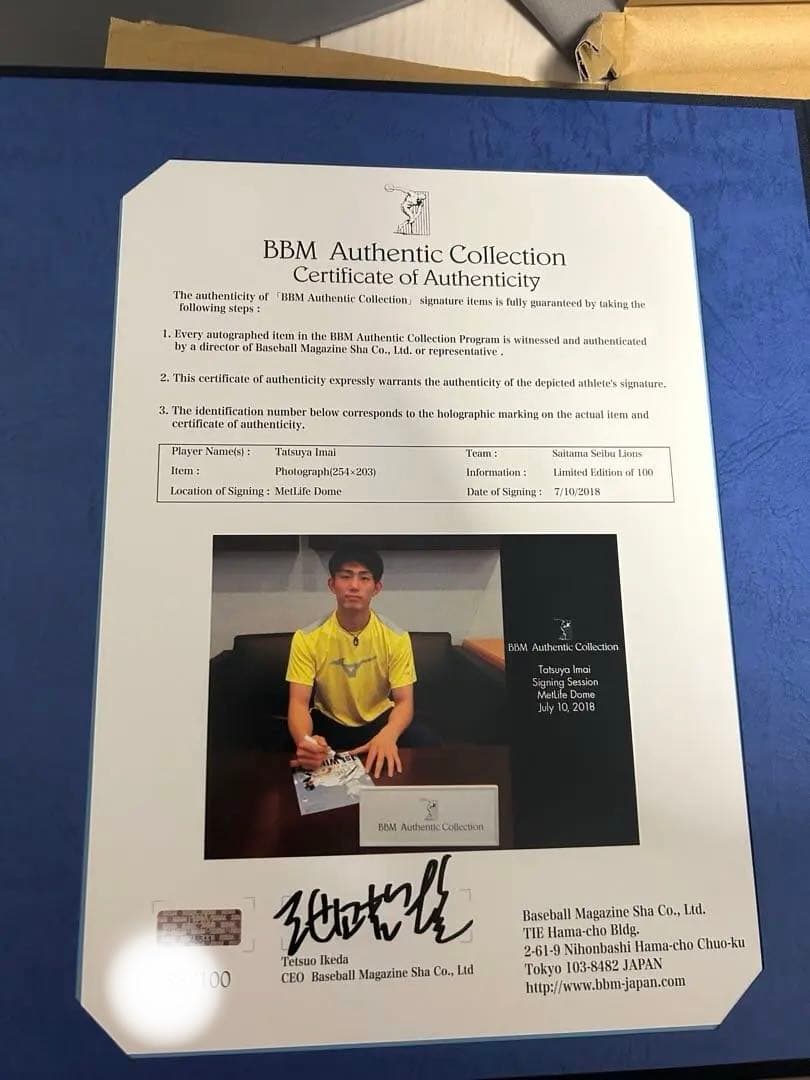 BBM Authentic Collection
Certificate of Authenticity
The authenticity of 「BBM Authentic Collection」 signature items is fully guaranteed by taking the
following steps :
1. Every autographed item in the BBM Authentic Collection Program is witnessed and authenticated
by a director of Baseball Magazine Sha Co., Ltd. or representative .
2. This certificate of authenticity expressly warrants the authenticity of the depicted athlete's signature.
3. The identification number below corresponds to the holographic marking on the actual item and
certificate of authenticity.
Player Name(s) : Tatsuya Imai Team : Saitama Seibu Lions
Item : Photograph(254×203) Information : Limited Edition of 100
Location of Signing : MetLife Dome Date of Signing : 7/10/2018
BBM Authentic Collection
Tatsuya Imai
Signing Session
MetLife Dome
July 10, 2018
BBM Authentic Collection
100
Tetsuo Ikeda
CEO Baseball Magazine Sha Co., Ltd
Baseball Magazine Sha Co., Ltd.
TIE Hama-cho Bldg.
2-61-9 Nihonbashi Hama-cho Chuo-ku
Tokyo 103-8482 JAPAN
http://www.bbm-japan.com